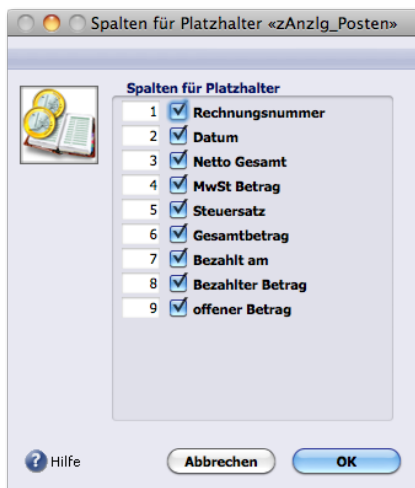 Spalten für Platzhalter «zAnzlg_Posten»
Spalten für Platzhalter
1 Rechnungsnummer
2 Datum
3 Netto Gesamt
4 MwSt Betrag
5 Steuersatz
6 Gesamtbetrag
7 Bezahlt am
8 Bezahlter Betrag
9 offener Betrag
? Hilfe
Abbrechen
OK